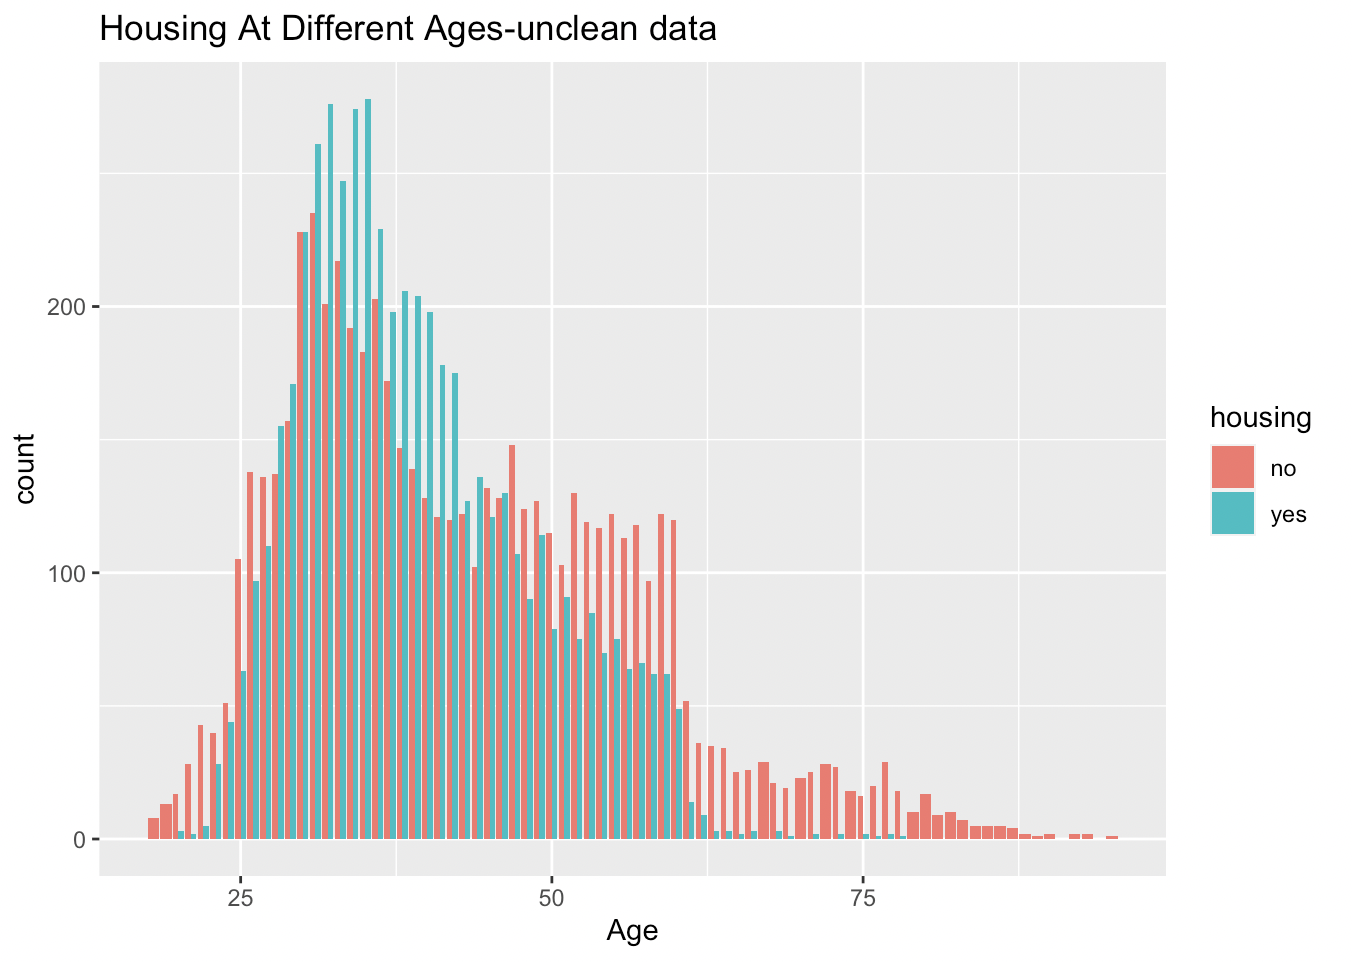 Housing At Different Ages-unclean data
count
200
100
0
25
50
75
Age
housing
no
yes